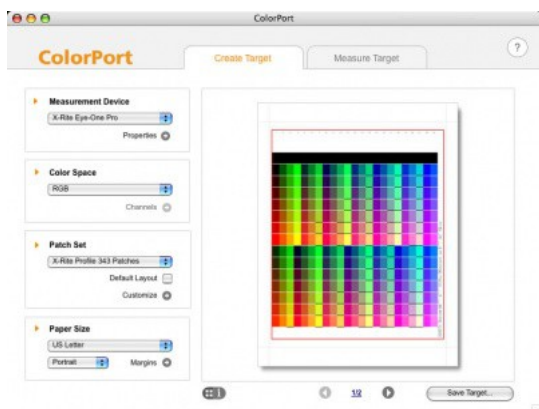 ColorPort
ColorPort
Create Target
Measure Target
?
Measurement Device
X-Rite Eye-One Pro
Properties
Color Space
RGB
Channels
Patch Set
X-Rite Profile 343 Patches
Default Layout
Customize
Paper Size
US Letter
Portrait
Margins
1/2
Save Target...